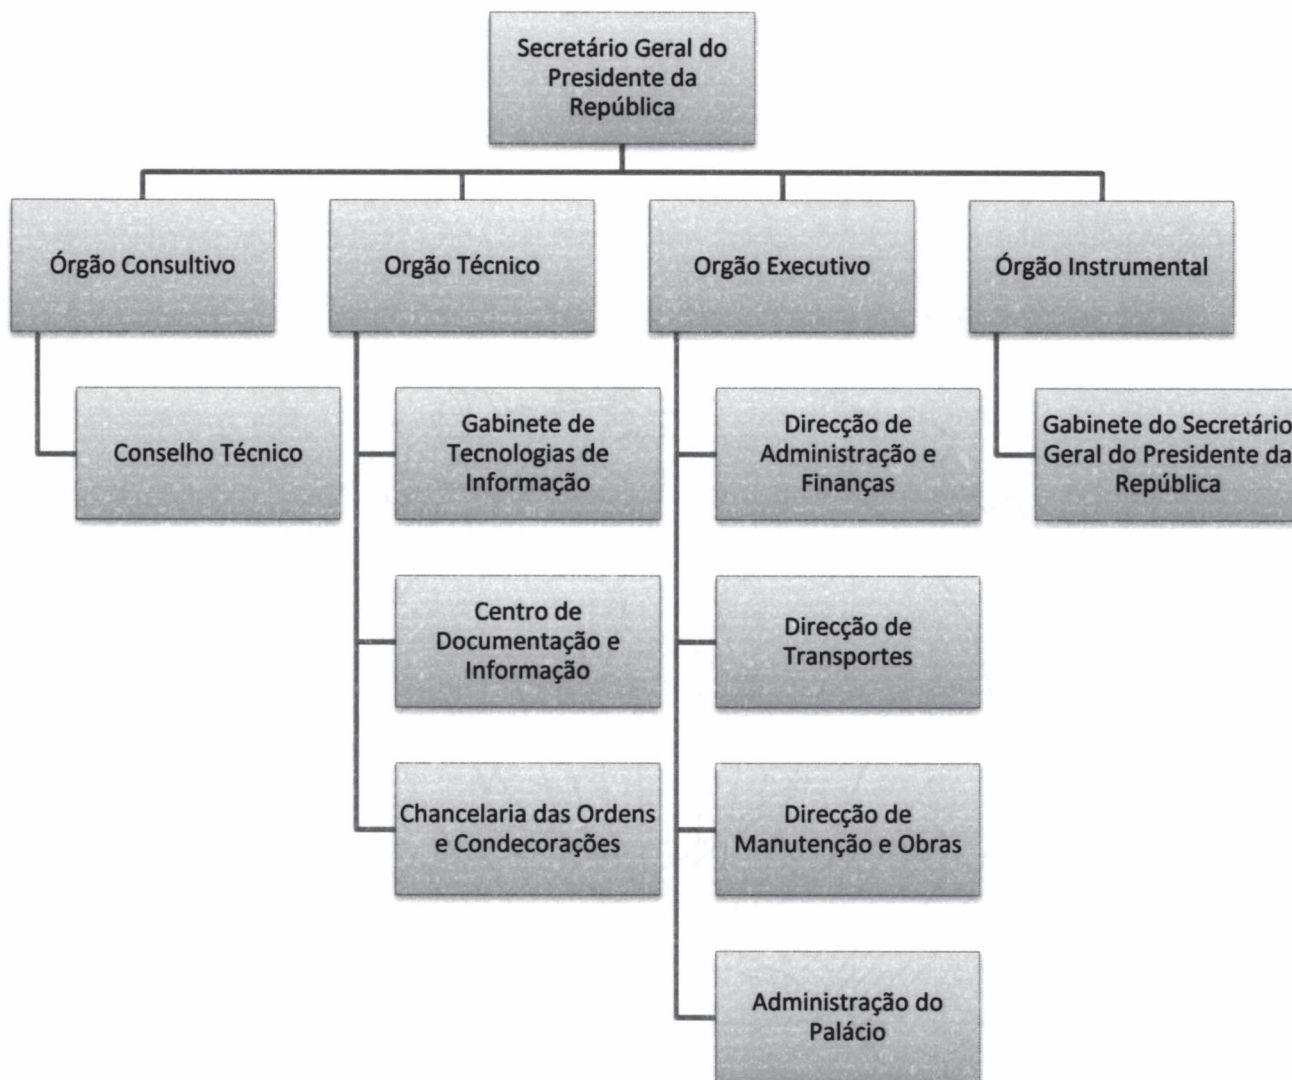 Secretário Geral do
Presidente da
República
Órgão Consultivo
Orgão Técnico
Orgão Executivo
Órgão Instrumental
Conselho Técnico
Gabinete de
Tecnologias de
Informação
Direcção de
Administração e
Finanças
Gabinete do Secretário
Geral do Presidente da
República
Centro de
Documentação e
Informação
Direcção de
Transportes
Chancelaria das Ordens
e Condecorações
Direcção de
Manutenção e Obras
Administração do
Palácio